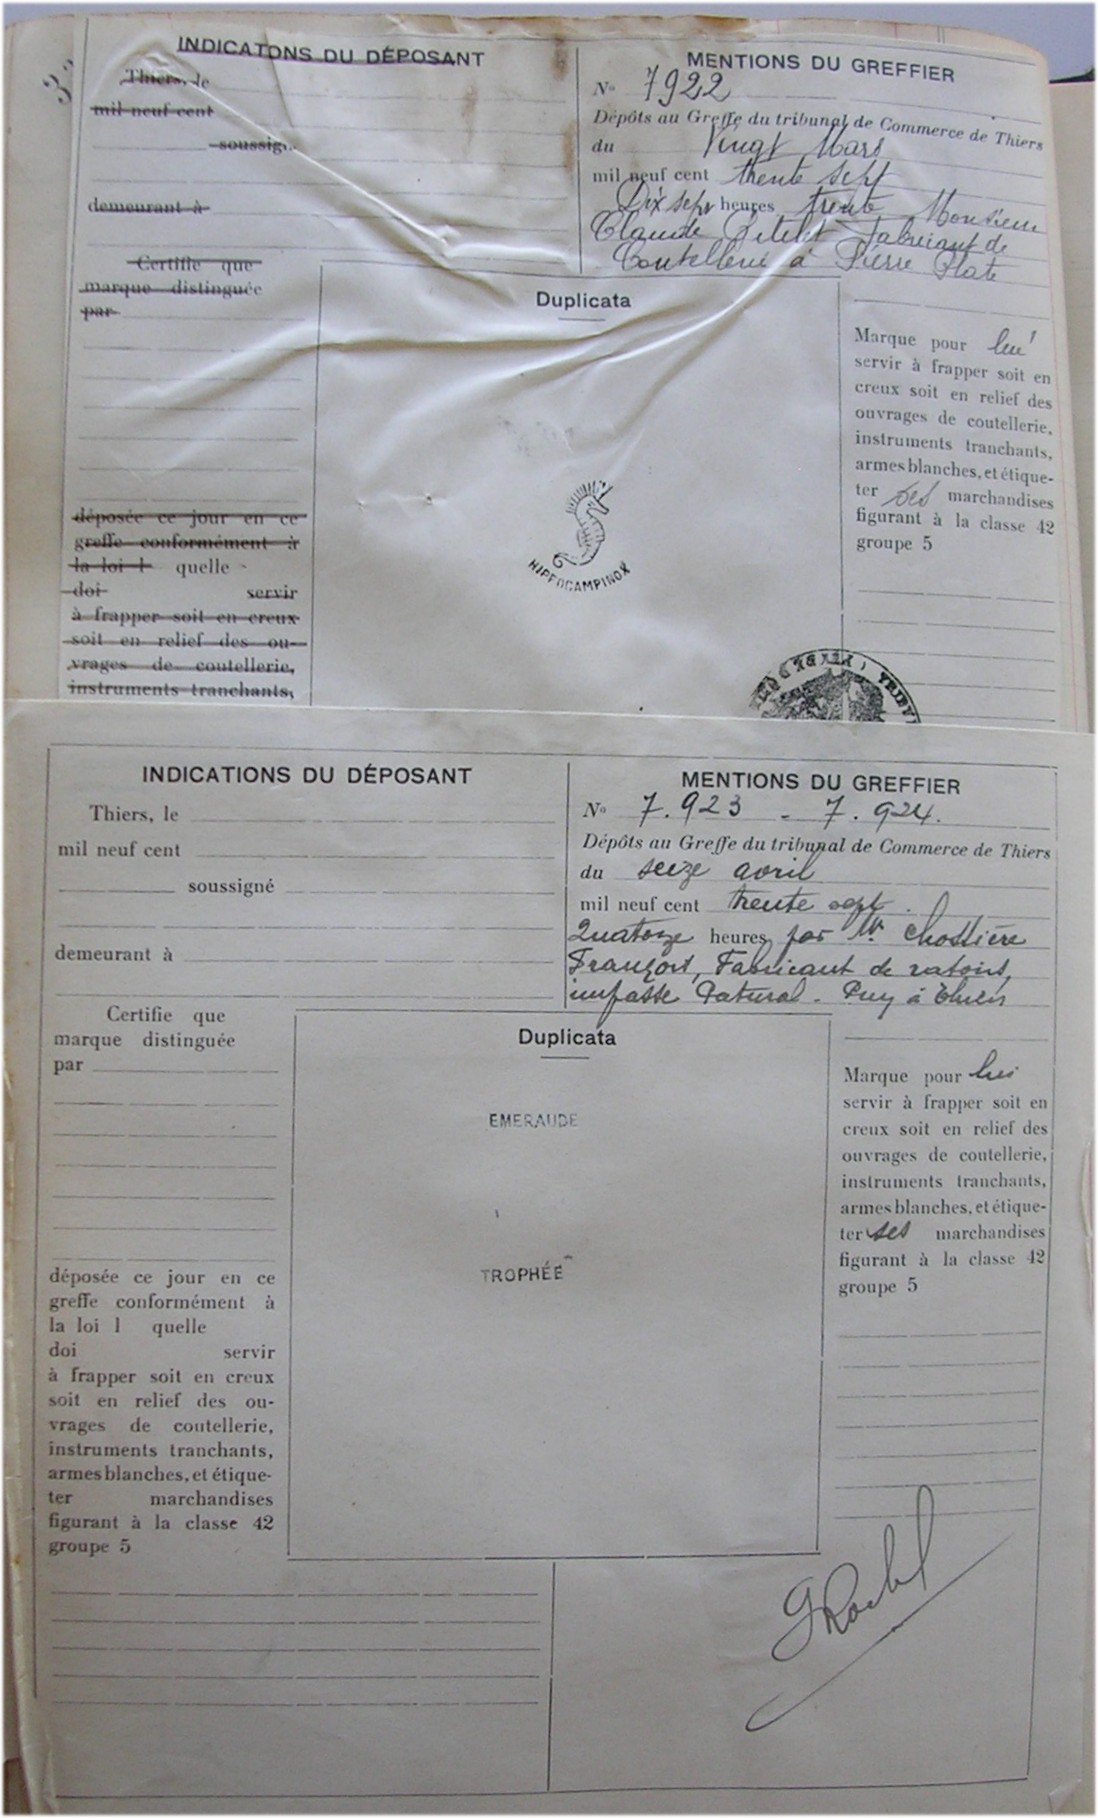 INDICATONS DU DÉPOSANT
Thiers, le
mil neuf cent
soussig
demeurant à
Certifie que
marque distinguée
par
déposée ce jour en ce
greffe conformément à
la loi l quelle
doi servir
à frapper soit en creux
soit en relief des ou-
vrages de coutellerie,
instruments tranchants,
MENTIONS DU GREFFIER
N° 7922
Dépôts au Greffe du tribunal de Commerce de Thiers
du Vingt Mars
mil neuf cent trente sept
Dix sept heures trente Monsieur
Claude fabricant de
Coutellerie à Pierre Plate
Duplicata
HIPPOCAMPINOX
Marque pour lui
servir à frapper soit en
creux soit en relief des
ouvrages de coutellerie,
instruments tranchants,
armes blanches, et étique-
ter ses marchandises
figurant à la classe 42
groupe 5
TRIBU
INDICATIONS DU DÉPOSANT
Thiers, le
mil neuf cent
soussigné
demeurant à
Certifie que
marque distinguée
par
déposée ce jour en ce
greffe conformément à
la loi l quelle
doi servir
à frapper soit en creux
soit en relief des ou-
vrages de coutellerie,
instruments tranchants,
armes blanches, et étique-
ter marchandises
figurant à la classe 42
groupe 5
MENTIONS DU GREFFIER
N° 7.923 - 7.924.
Dépôts au Greffe du tribunal de Commerce de Thiers
du seize avril
mil neuf cent trente sept.
Quatorze heures par Mr. Chossière
François, Fabricant de rasoirs,
impasse Patural - Puy à Thiers
Duplicata
EMERAUDE
TROPHÉE
Marque pour lui
servir à frapper soit en
creux soit en relief des
ouvrages de coutellerie,
instruments tranchants,
armes blanches, et étique-
ter ses marchandises
figurant à la classe 42
groupe 5